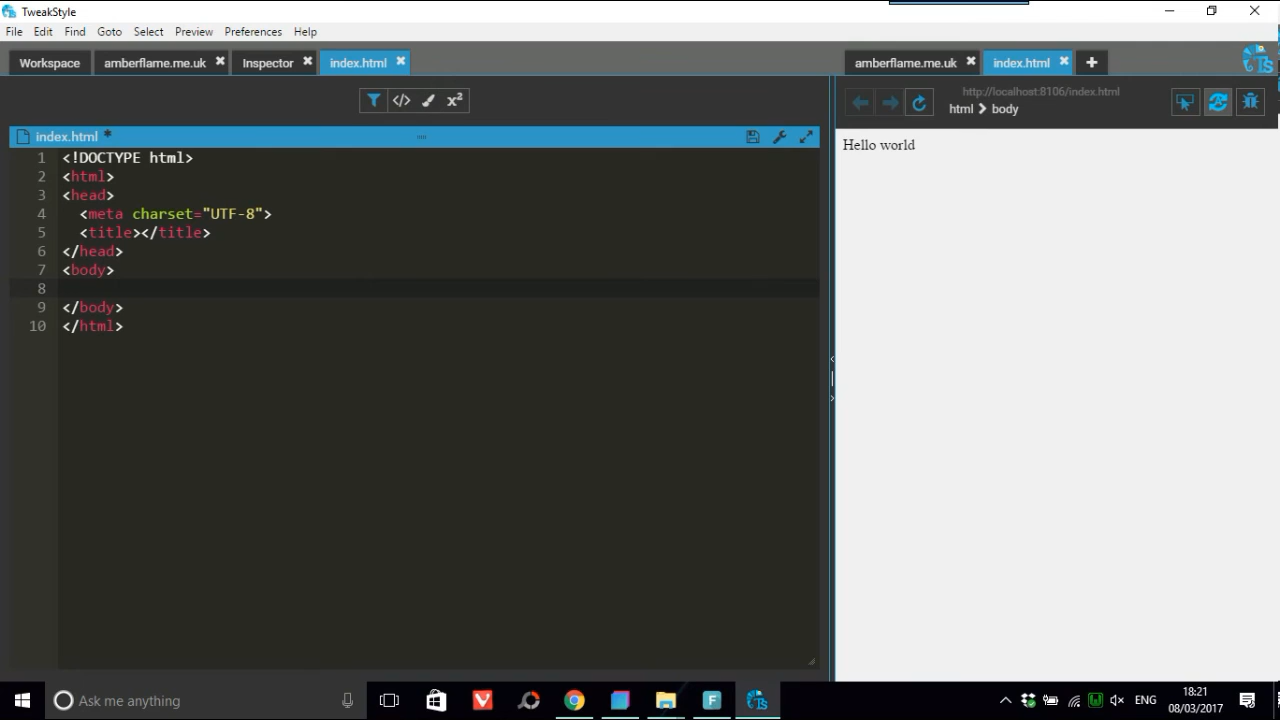 TweakStyle
File Edit Find Goto Select Preview Preferences Help
Workspace amberflame.me.uk Inspector index.html
amberflame.me.uk index.html
TS
http://localhost:8106/index.html
html body
index.html *
Hello world
1 <!DOCTYPE html>
2 <html>
3 <head>
4 <meta charset="UTF-8">
5 <title></title>
6 </head>
7 <body>
8
9 </body>
10 </html>
Ask me anything
ENG
18:21
08/03/2017